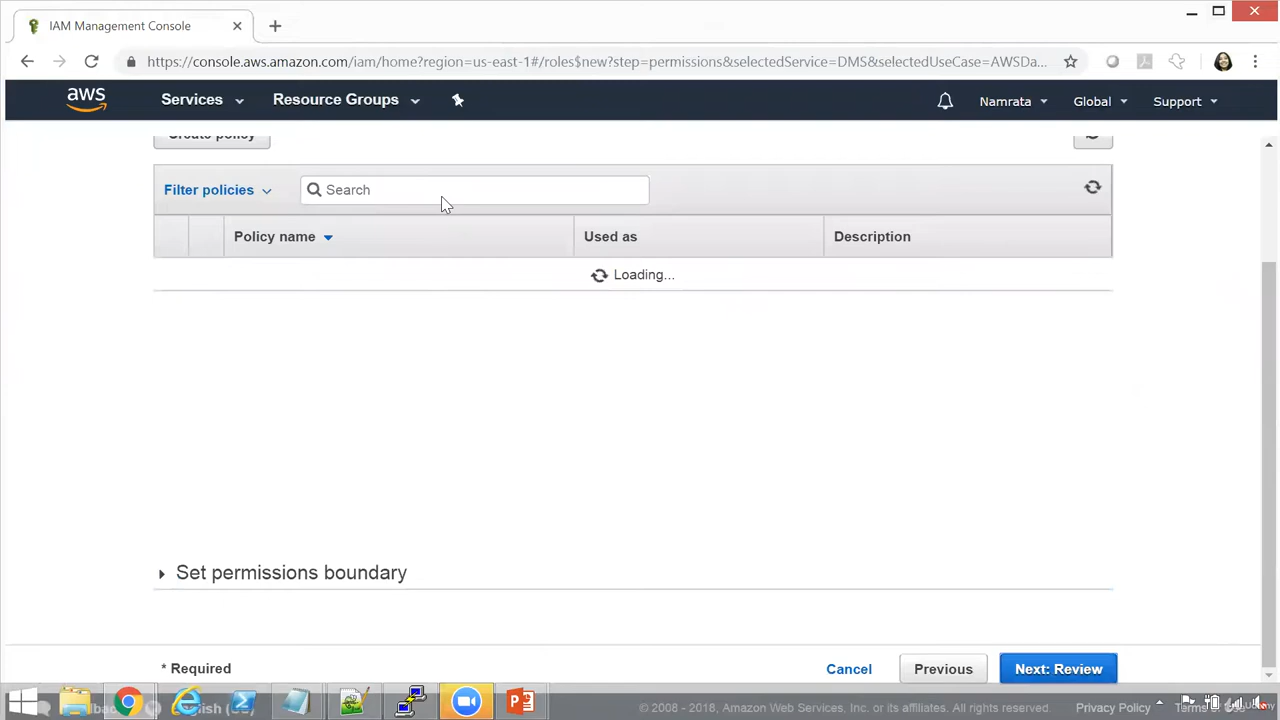 IAM Management Console
https://console.aws.amazon.com/iam/home?region=us-east-1#/roles$new?step=permissions&selectedService=DMS&selectedUseCase=AWSDa...
aws Services Resource Groups Namrata Global Support
Create policy
Filter policies Search
Policy name Used as Description
Loading...
Set permissions boundary
* Required Cancel Previous Next: Review
© 2008 - 2018, Amazon Web Services, Inc. or its affiliates. All rights reserved. Privacy Policy